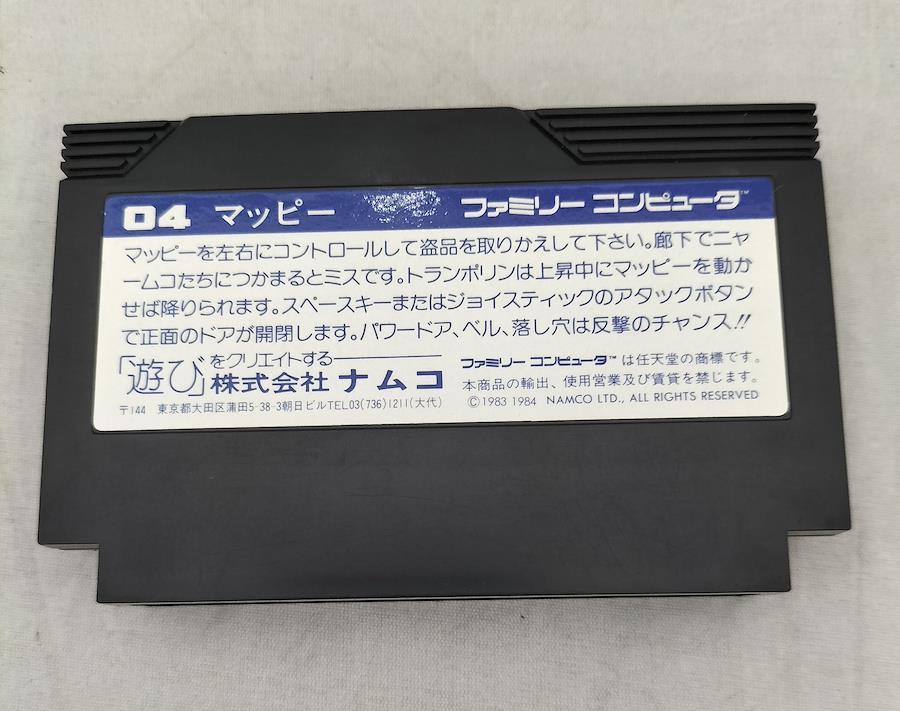 04 マッピー ファミリー コンピュータ™
マッピーを左右にコントロールして盗品を取りかえして下さい。廊下でニャ
ームコたちにつかまるとミスです。トランポリンは上昇中にマッピーを動か
せば降りられます。スペースキーまたはジョイスティックのアタックボタン
で正面のドアが開閉します。パワードア、ベル、落し穴は反撃のチャンス!!
「遊び」をクリエイトする
株式会社 ナムコ
〒144 東京都大田区蒲田5-38-3朝日ビルTEL.03(736)1211(大代)
ファミリー コンピュータ™ は任天堂の商標です。
本商品の輸出、使用営業及び賃貸を禁じます。
©1983 1984 NAMCO LTD., ALL RIGHTS RESERVED